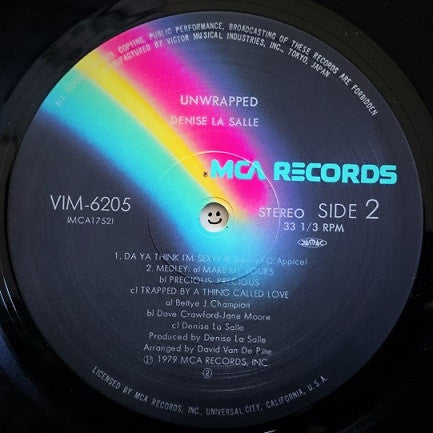 ALL RIGHTS RESERVED. COPYING, PUBLIC PERFORMANCE, BROADCASTING OF THESE RECORDS ARE FORBIDDEN
MANUFACTURED BY VICTOR MUSICAL INDUSTRIES, INC., TOKYO, JAPAN
UNWRAPPED
DENISE LA SALLE
MCA RECORDS
VIM-6205
(MCA1752)
STEREO SIDE 2
33 1/3 RPM
1. DA YA THINK I'M SEXY? (R. Stewart-C. Appice)
2. MEDLEY: a) MAKE ME YOURS
b) PRECIOUS, PRECIOUS
c) TRAPPED BY A THING CALLED LOVE
a) Bettye J. Champion
b) Dave Crawford-Jane Moore
c) Denise La Salle
Produced by Denise La Salle
Arranged by David Van De Pitte
Ⓟ 1979 MCA RECORDS, INC.
②
LICENSED BY MCA RECORDS, INC., UNIVERSAL CITY, CALIFORNIA, U.S.A.